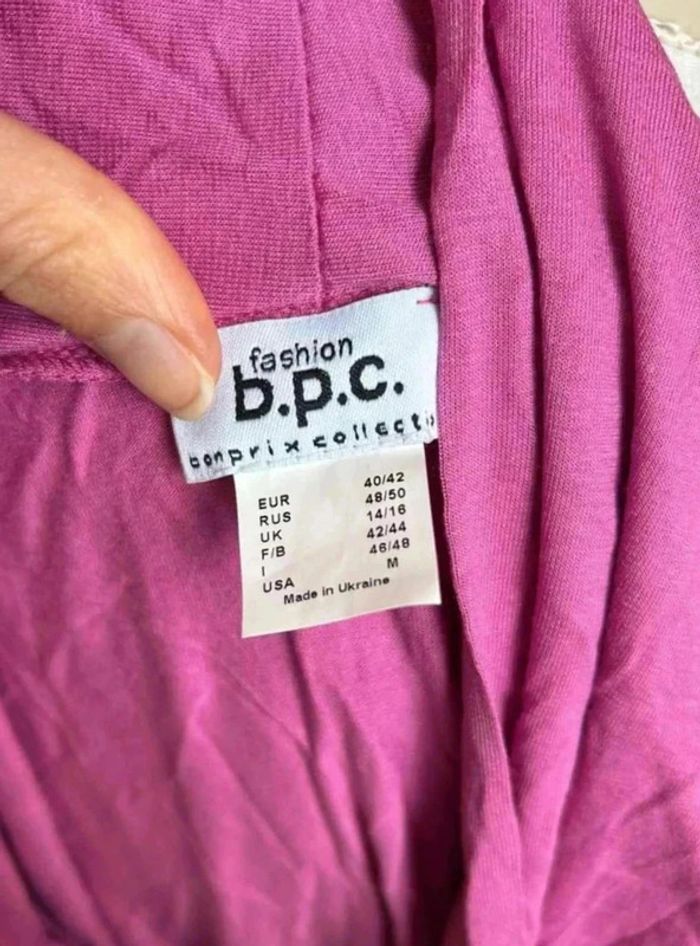 fashion
b.p.c.
bonprix collecti
EUR 40/42
RUS 48/50
UK 14/16
F/B 42/44
I 46/48
USA M
Made in Ukraine